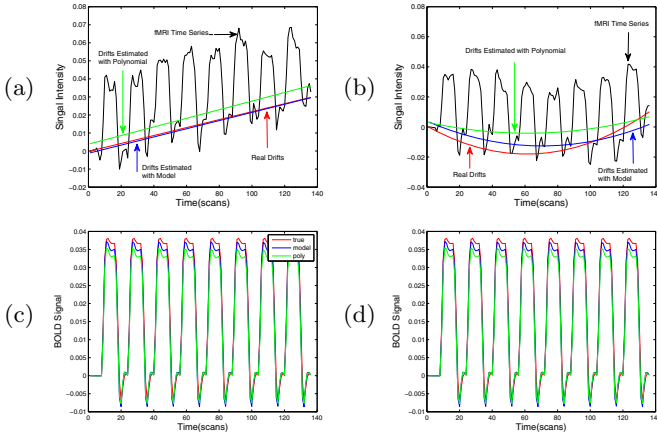 (a)
Singal Intensity
0.07
0.06
0.05
0.04
0.03
0.02
0.01
0
−0.01
−0.02
fMRI Time Series
Drifts Estimated
with Polynomial
Drifts Estimated
with Model
Real Drifts
0 20 40 60 80 100 120 140
Time(scans)
(b)
Singal Intensity
0.08
0.06
0.04
0.02
0
−0.02
−0.04
fMRI Time Series
Drifts Estimated with Polynomial
Real Drifts
Drifts Estimated
with Model
0 20 40 60 80 100 120 140
Time(scans)
(c)
BOLD Signal
0.04
0.035
0.03
0.025
0.02
0.015
0.01
0.005
0
−0.005
−0.01
true
model
poly
0 20 40 60 80 100 120 140
Time(scans)
(d)
BOLD Signal
0.04
0.035
0.03
0.025
0.02
0.015
0.01
0.005
0
−0.005
−0.01
0 20 40 60 80 100 120 140
Time(scans)